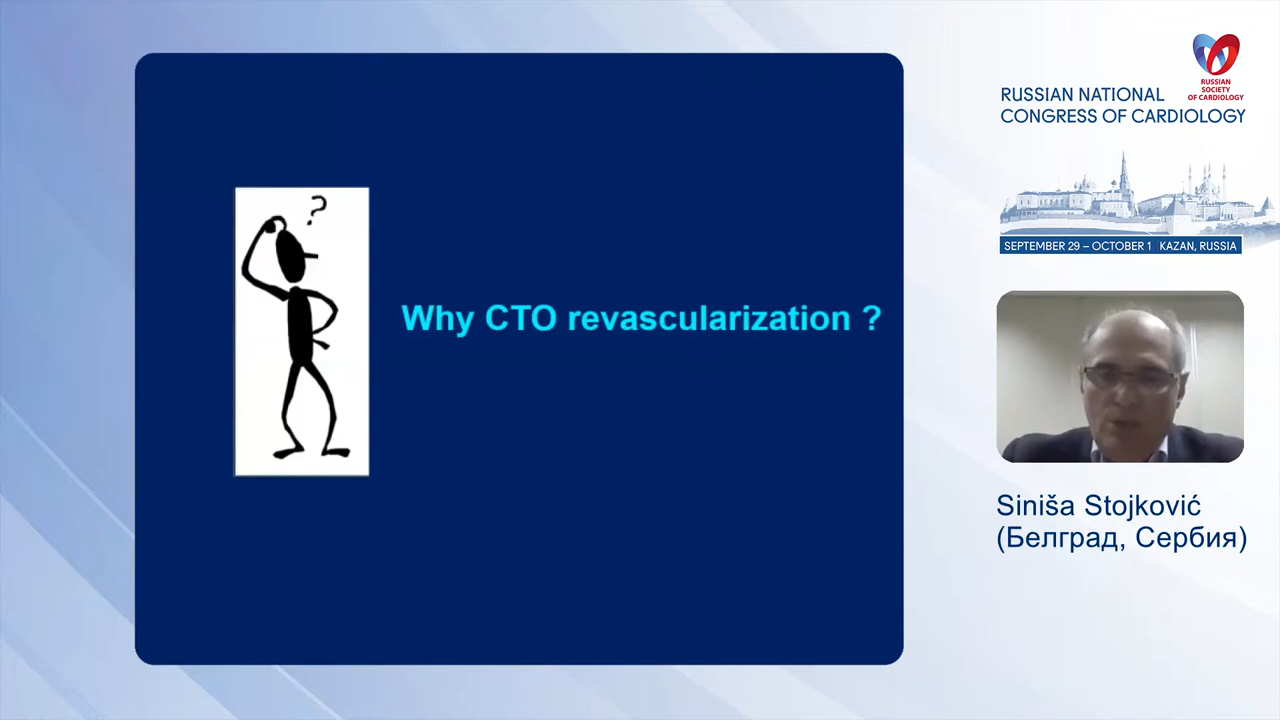 ?
Why CTO revascularization ?
RUSSIAN
SOCIETY
OF CARDIOLOGY
RUSSIAN NATIONAL
CONGRESS OF CARDIOLOGY
SEPTEMBER 29 – OCTOBER 1 KAZAN, RUSSIA
Siniša Stojković
(Белград, Сербия)